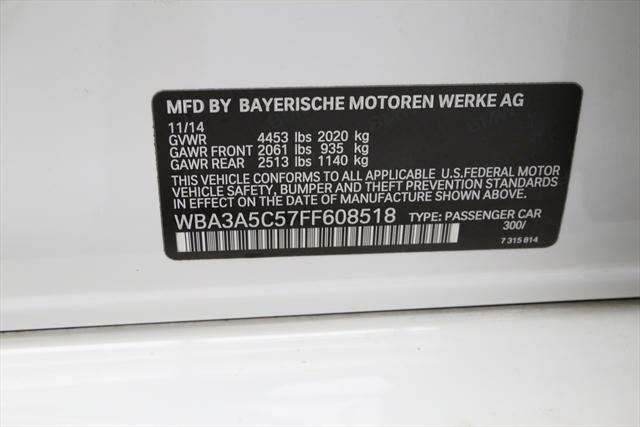 MFD BY BAYERISCHE MOTOREN WERKE AG
11/14
GVWR 4453 lbs 2020 kg
GAWR FRONT 2061 lbs 935 kg
GAWR REAR 2513 lbs 1140 kg
THIS VEHICLE CONFORMS TO ALL APPLICABLE U.S.FEDERAL MOTOR
VEHICLE SAFETY, BUMPER AND THEFT PREVENTION STANDARDS
IN EFFECT ON THE DATE OF MANUFACTURE SHOWN ABOVE.
WBA3A5C57FF608518 TYPE: PASSENGER CAR
300/
7 315 814